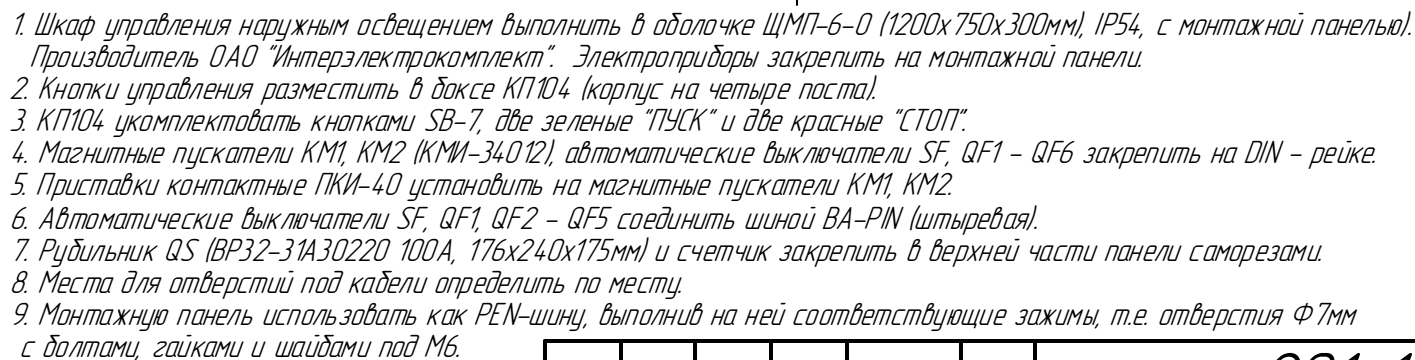 1. Шкаф управления наружным освещением выполнить в оболочке ЩМП-6-0 (1200х750х300мм), IP54, с монтажной панелью).
Производитель ОАО "Интерэлектрокомплект". Электроприборы закрепить на монтажной панели.
2. Кнопки управления разместить в боксе КП104 (корпус на четыре поста).
3. КП104 укомплектовать кнопками SB-7, две зеленые "ПУСК" и две красные "СТОП".
4. Магнитные пускатели КМ1, КМ2 (КМИ-34012), автоматические выключатели SF, QF1 - QF6 закрепить на DIN - рейке.
5. Приставки контактные ПКИ-40 установить на магнитные пускатели КМ1, КМ2.
6. Автоматические выключатели SF, QF1, QF2 - QF5 соединить шиной BA-PIN (штыревая).
7. Рубильник QS (ВР32-31А30220 100А, 176х240х175мм) и счетчик закрепить в верхней части панели саморезами.
8. Места для отверстий под кабели определить по месту.
9. Монтажную панель использовать как PEN-шину, выполнив на ней соответствующие зажимы, т.е. отверстия Ф7мм
с болтами, гайками и шайбами под М6.